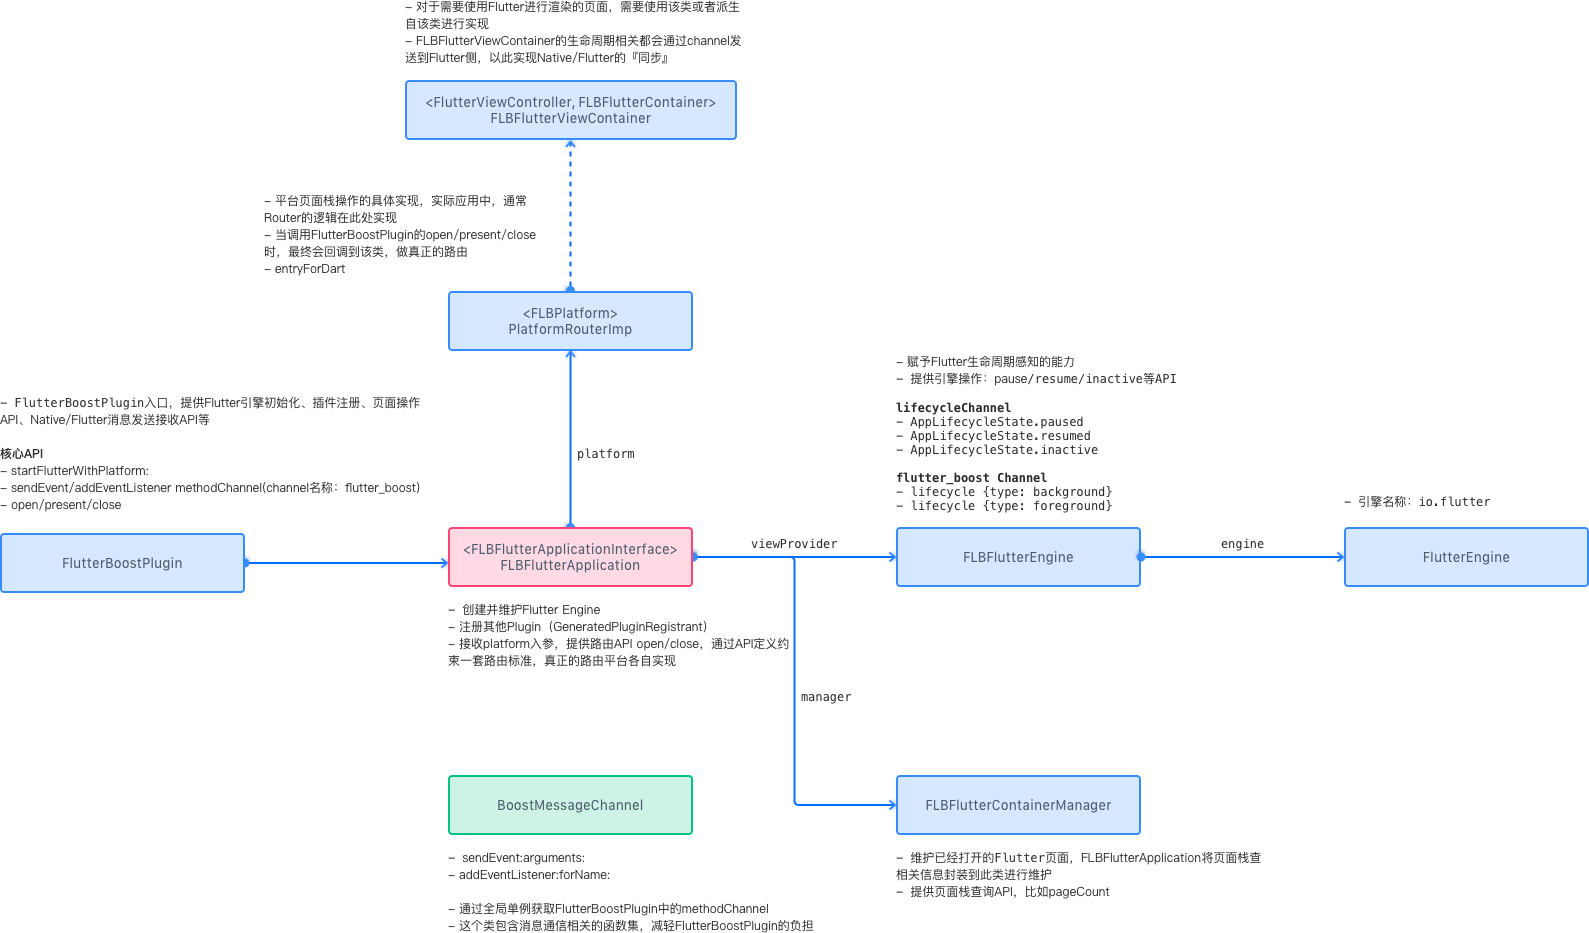 - 对于需要使用Flutter进行渲染的页面，需要使用该类或者派生
自该类进行实现
- FLBFlutterViewContainer的生命周期相关都会通过channel发
送到Flutter侧，以此实现Native/Flutter的『同步』
<FlutterViewController, FLBFlutterContainer>
FLBFlutterViewContainer
- 平台页面栈操作的具体实现，实际应用中，通常
Router的逻辑在此处实现
- 当调用FlutterBoostPlugin的open/present/close
时，最终会回调到该类，做真正的路由
- entryForDart
<FLBPlatform>
PlatformRouterImp
platform
- FlutterBoostPlugin入口，提供Flutter引擎初始化、插件注册、页面操作
API、Native/Flutter消息发送接收API等
核心API
- startFlutterWithPlatform:
- sendEvent/addEventListener methodChannel(channel名称：flutter_boost)
- open/present/close
FlutterBoostPlugin
<FLBFlutterApplicationInterface>
FLBFlutterApplication
- 创建并维护Flutter Engine
- 注册其他Plugin（GeneratedPluginRegistrant）
- 接收platform入参，提供路由API open/close，通过API定义约
束一套路由标准，真正的路由平台各自实现
viewProvider
- 赋予Flutter生命周期感知的能力
- 提供引擎操作：pause/resume/inactive等API
lifecycleChannel
- AppLifecycleState.paused
- AppLifecycleState.resumed
- AppLifecycleState.inactive
flutter_boost Channel
- lifecycle {type: background}
- lifecycle {type: foreground}
FLBFlutterEngine
engine
- 引擎名称：io.flutter
FlutterEngine
manager
BoostMessageChannel
- sendEvent:arguments:
- addEventListener:forName:
- 通过全局单例获取FlutterBoostPlugin中的methodChannel
- 这个类包含消息通信相关的函数集，减轻FlutterBoostPlugin的负担
FLBFlutterContainerManager
- 维护已经打开的Flutter页面，FLBFlutterApplication将页面栈查
相关信息封装到此类进行维护
- 提供页面栈查询API，比如pageCount